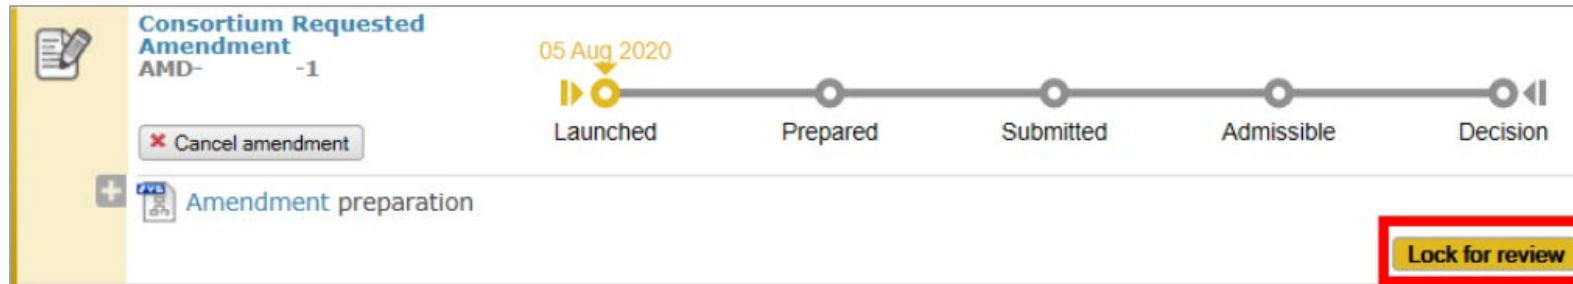 Consortium Requested
Amendment
AMD- -1
05 Aug 2020
Launched Prepared Submitted Admissible Decision
Cancel amendment
Amendment preparation
Lock for review